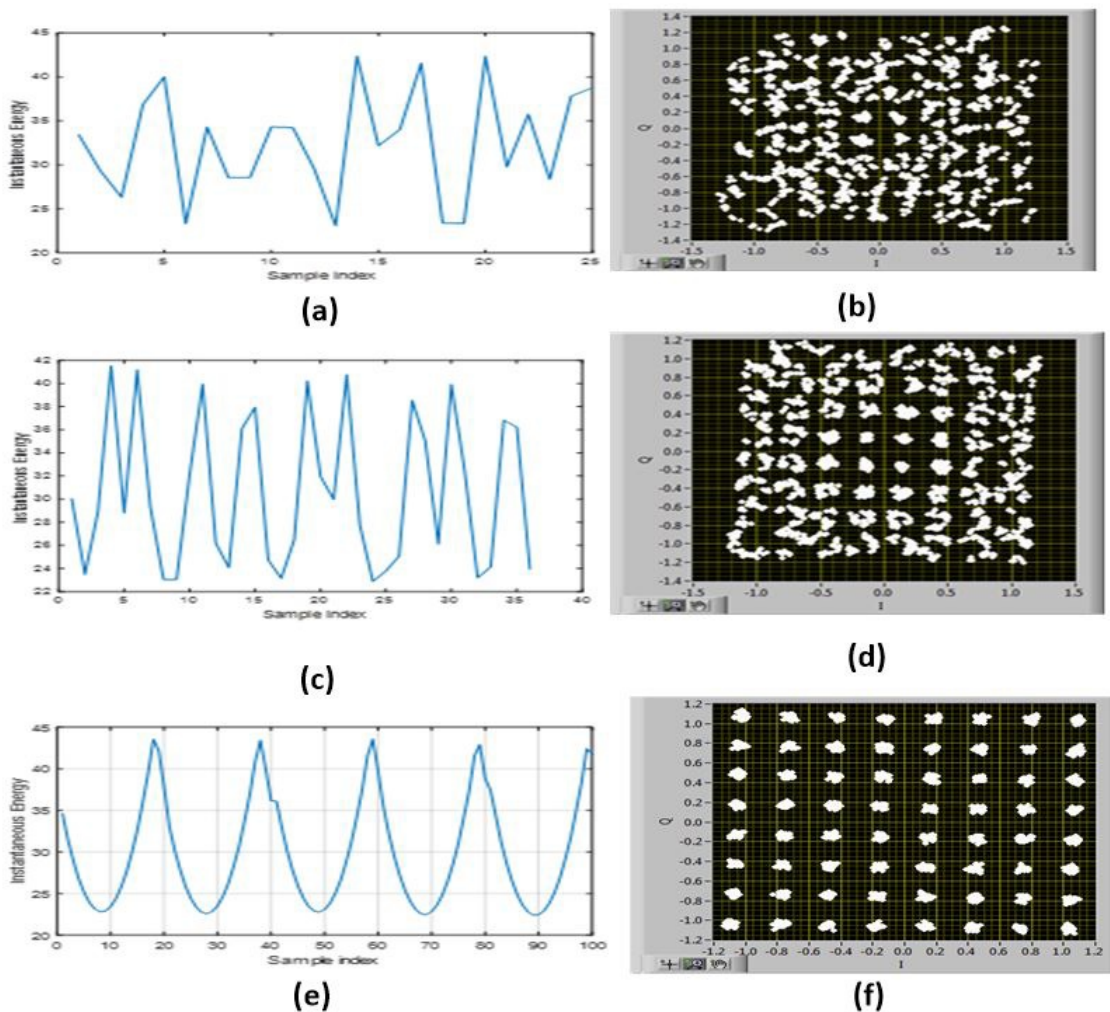 45
40
35
30
25
20
0 5 10 15 20 25
Instantaneous Energy
Sample Index
(a)
1.4
1.2
1.0
0.8
0.6
0.4
0.2
0.0
-0.2
-0.4
-0.6
-0.8
-1.0
-1.2
-1.4
-1.5 -1.0 -0.5 0.0 0.5 1.0 1.5
Q
I
(b)
42
40
38
36
34
32
30
28
26
24
22
0 5 10 15 20 25 30 35 40
Instantaneous Energy
Sample Index
(c)
1.2
1.0
0.8
0.6
0.4
0.2
0.0
-0.2
-0.4
-0.6
-0.8
-1.0
-1.2
-1.4
-1.5 -1.0 -0.5 0.0 0.5 1.0 1.5
Q
I
(d)
45
40
35
30
25
20
0 10 20 30 40 50 60 70 80 90 100
Instantaneous Energy
Sample index
(e)
1.2
1.0
0.8
0.6
0.4
0.2
0.0
-0.2
-0.4
-0.6
-0.8
-1.0
-1.2
-1.2 -1.0 -0.8 -0.6 -0.4 -0.2 0.0 0.2 0.4 0.6 0.8 1.0 1.2
Q
I
(f)